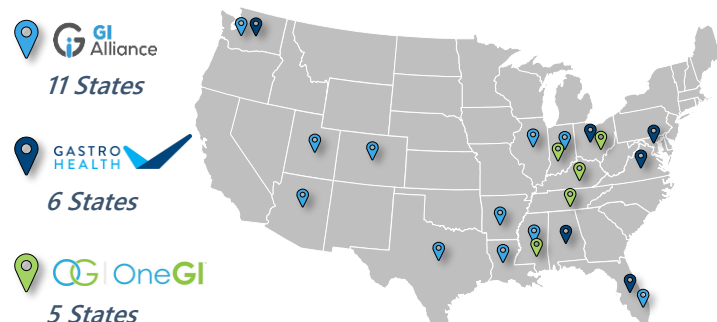 GI
Alliance
11 States
GASTRO
HEALTH
6 States
OG | OneGI
5 States